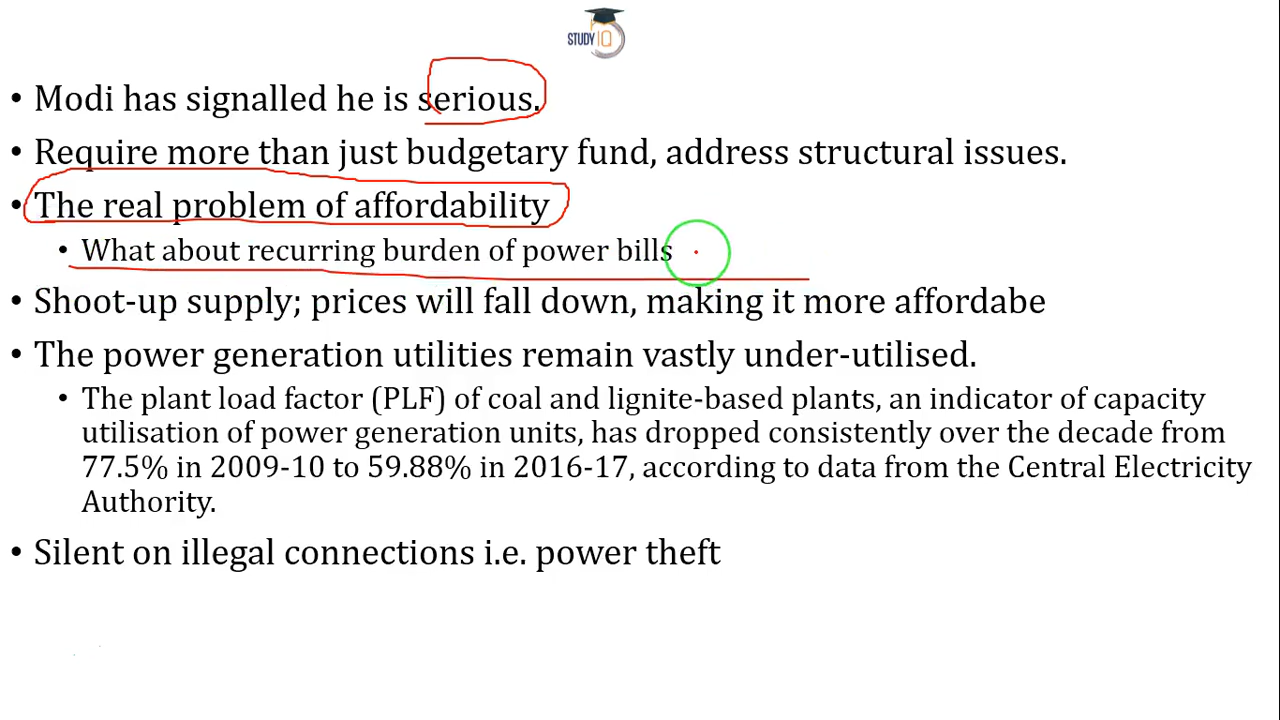 STUDY IQ
• Modi has signalled he is serious.
• Require more than just budgetary fund, address structural issues.
• The real problem of affordability
• What about recurring burden of power bills
• Shoot-up supply; prices will fall down, making it more affordabe
• The power generation utilities remain vastly under-utilised.
• The plant load factor (PLF) of coal and lignite-based plants, an indicator of capacity
utilisation of power generation units, has dropped consistently over the decade from
77.5% in 2009-10 to 59.88% in 2016-17, according to data from the Central Electricity
Authority.
• Silent on illegal connections i.e. power theft